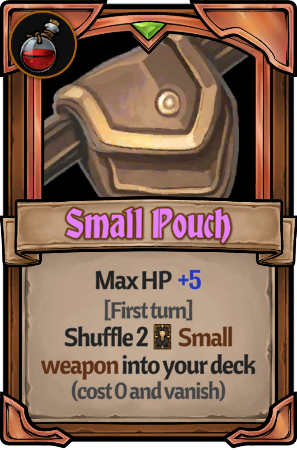 Small Pouch
Max HP +5
[First turn]
Shuffle 2 Small
weapon into your deck
(cost 0 and vanish)